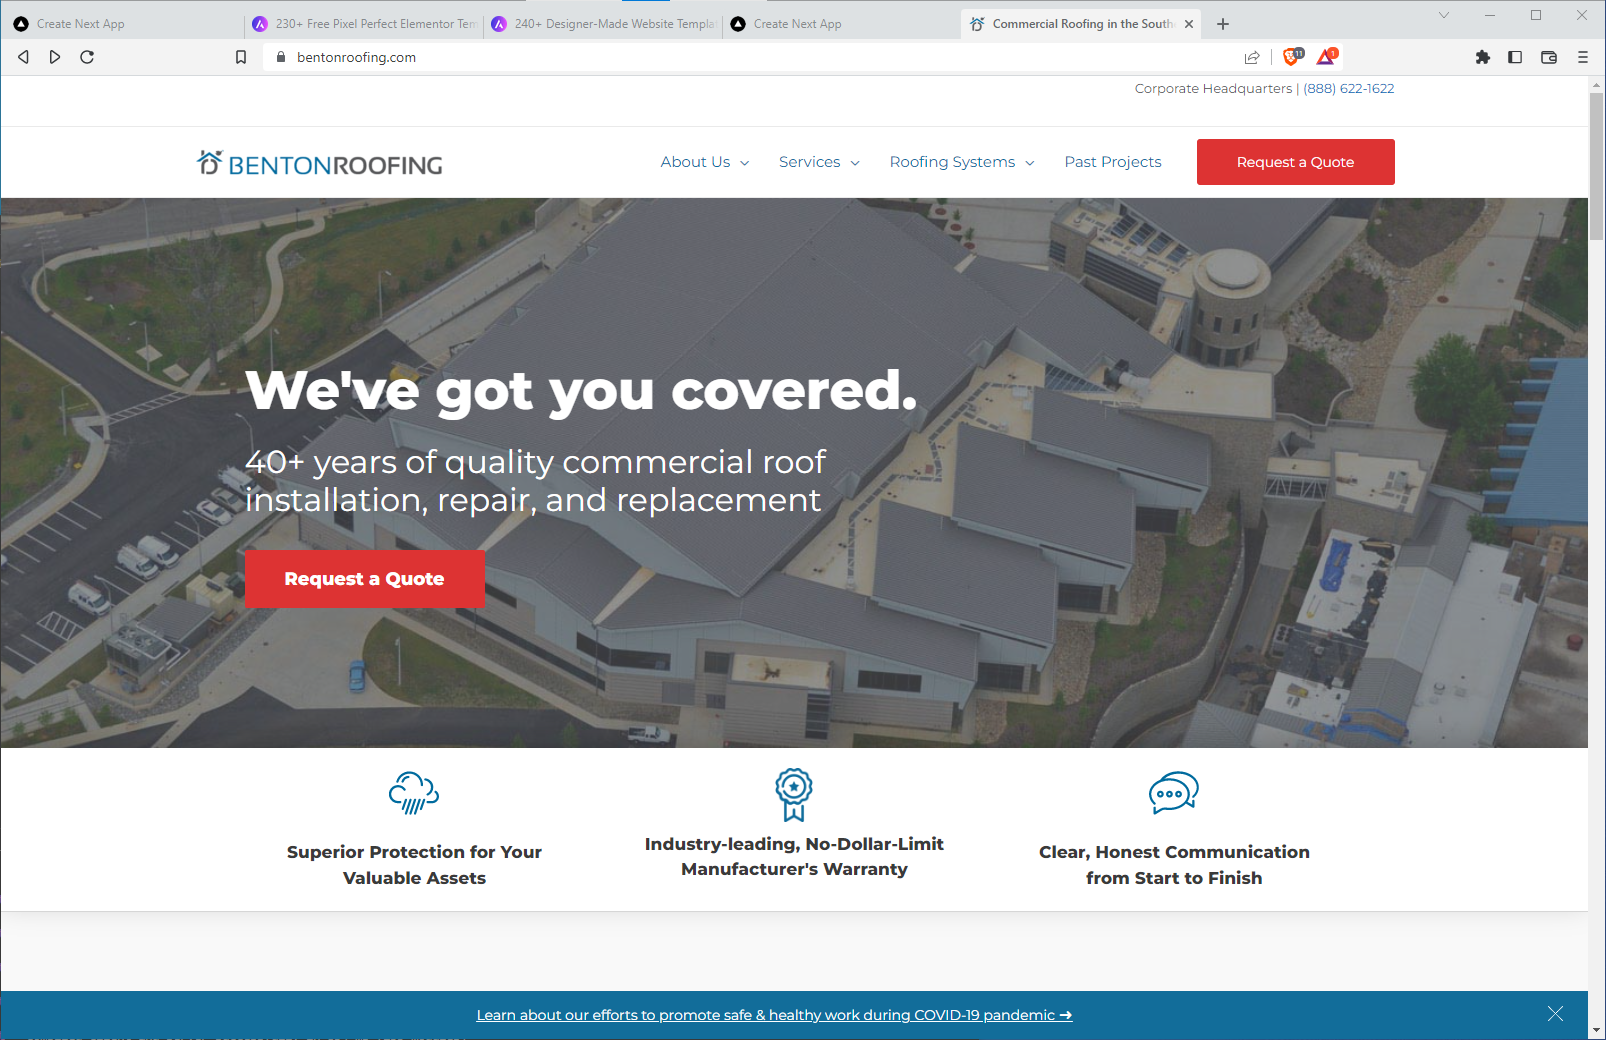 Create Next App
230+ Free Pixel Perfect Elementor Tem
240+ Designer-Made Website Templa
Create Next App
Commercial Roofing in the Southe
bentonroofing.com
11
1
Corporate Headquarters | (888) 622-1622
BENTONROOFING
About Us
Services
Roofing Systems
Past Projects
Request a Quote
We've got you covered.
40+ years of quality commercial roof
installation, repair, and replacement
Request a Quote
Superior Protection for Your
Valuable Assets
Industry-leading, No-Dollar-Limit
Manufacturer's Warranty
Clear, Honest Communication
from Start to Finish
Learn about our efforts to promote safe & healthy work during COVID-19 pandemic ➔